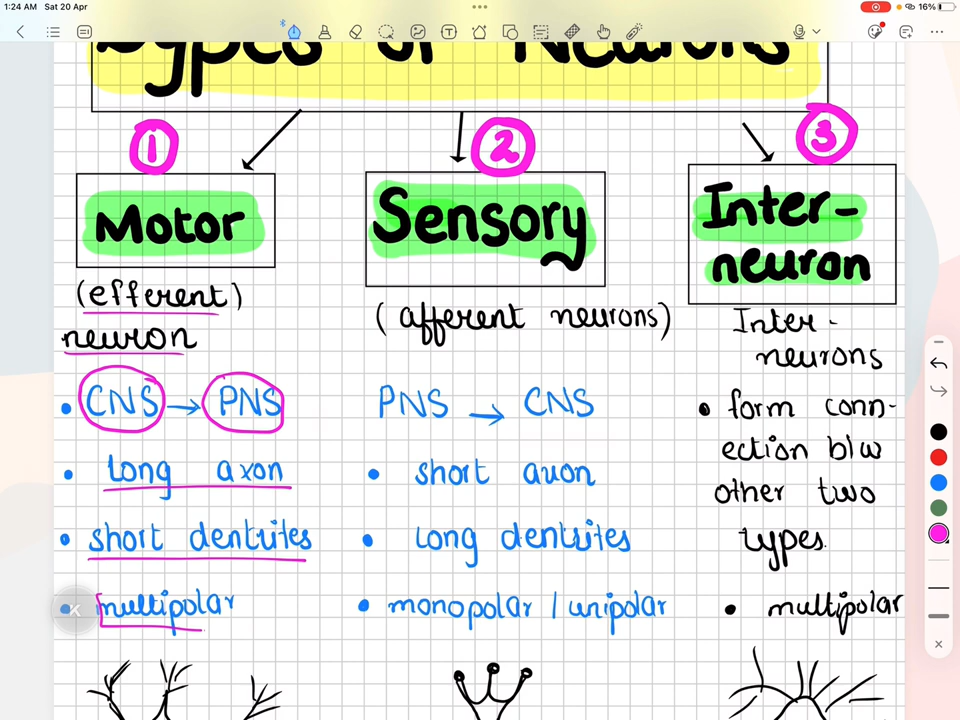 1:24 AM Sat 20 Apr
16%
Types of Neurons
1
2
3
Motor
(efferent)
neuron
• CNS → PNS
• long axon
• short dentrites
• multipolar
Sensory
(afferent neurons)
PNS → CNS
• short axon
• long dentrites
• monopolar / unipolar
Inter-
neuron
Inter-
neurons
• form conn-
ection b/w
other two
types.
• multipolar